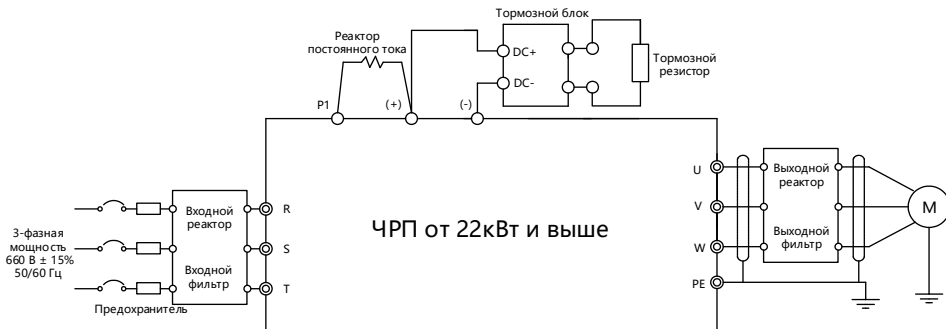 Тормозной блок
Реактор
постоянного тока
DC+
DC-
Тормозной
резистор
P1
(+)
(-)
3-фазная
мощность
660 В ± 15%
50/60 Гц
Предохранитель
Входной
реактор
Входной
фильтр
R
S
T
ЧРП от 22кВт и выше
U
V
W
PE
Выходной
реактор
Выходной
фильтр
M